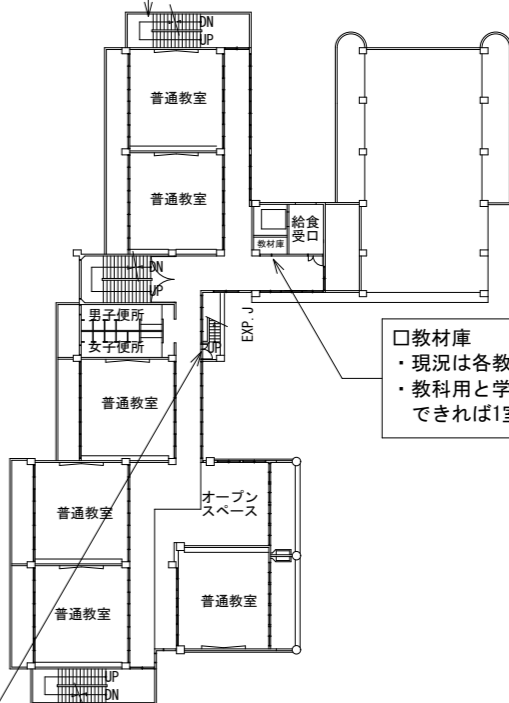 DN
UP
普通教室
普通教室
給食
受口
教材庫
DN
UP
男子便所
女子便所
UP
EXP.J
□教材庫
・現況は各教
・教科用と学
できれば1室
普通教室
オープン
スペース
普通教室
普通教室
普通教室
UP
DN